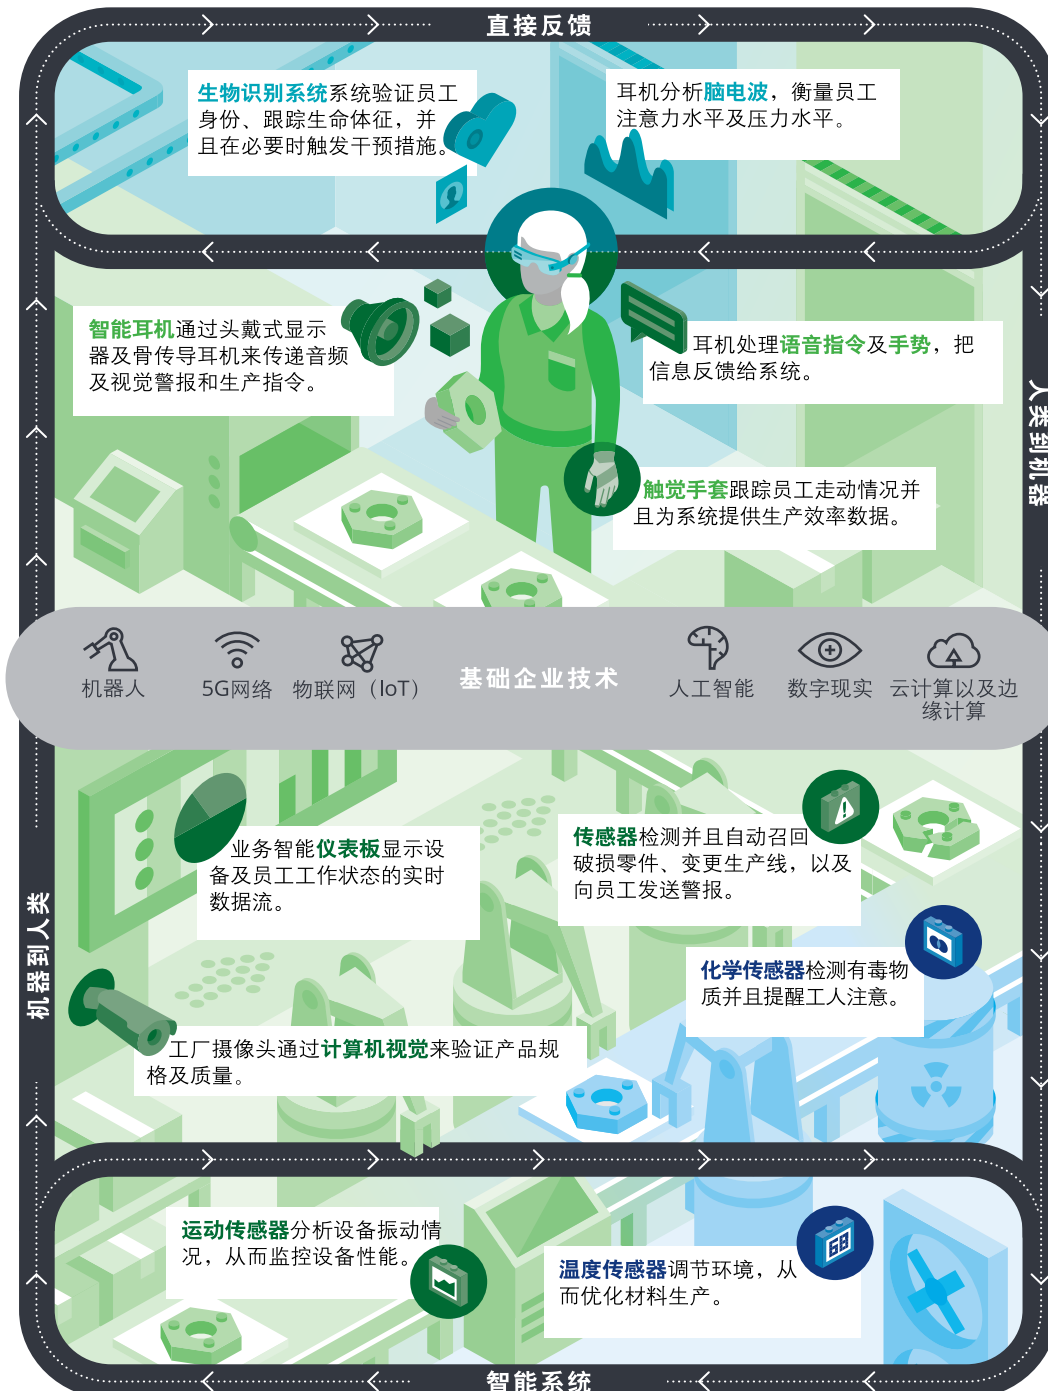 直接反馈
生物识别系统系统验证员工
身份、跟踪生命体征，并
且在必要时触发干预措施。
耳机分析脑电波，衡量员工
注意力水平及压力水平。
智能耳机通过头戴式显示
器及骨传导耳机来传递音频
及视觉警报和生产指令。
耳机处理语音指令及手势，把
信息反馈给系统。
人类到机器
触觉手套跟踪员工走动情况并
且为系统提供生产效率数据。
机器人
5G网络
物联网（IoT）
基础企业技术
人工智能
数字现实
云计算以及边
缘计算
业务智能仪表板显示设
备及员工工作状态的实时
数据流。
传感器检测并且自动召回
破损零件、变更生产线，以及
向员工发送警报。
机器到人类
化学传感器检测有毒物
质并且提醒工人注意。
工厂摄像头通过计算机视觉来验证产品规
格及质量。
运动传感器分析设备振动情
况，从而监控设备性能。
68
温度传感器调节环境，从
而优化材料生产。
智能系统